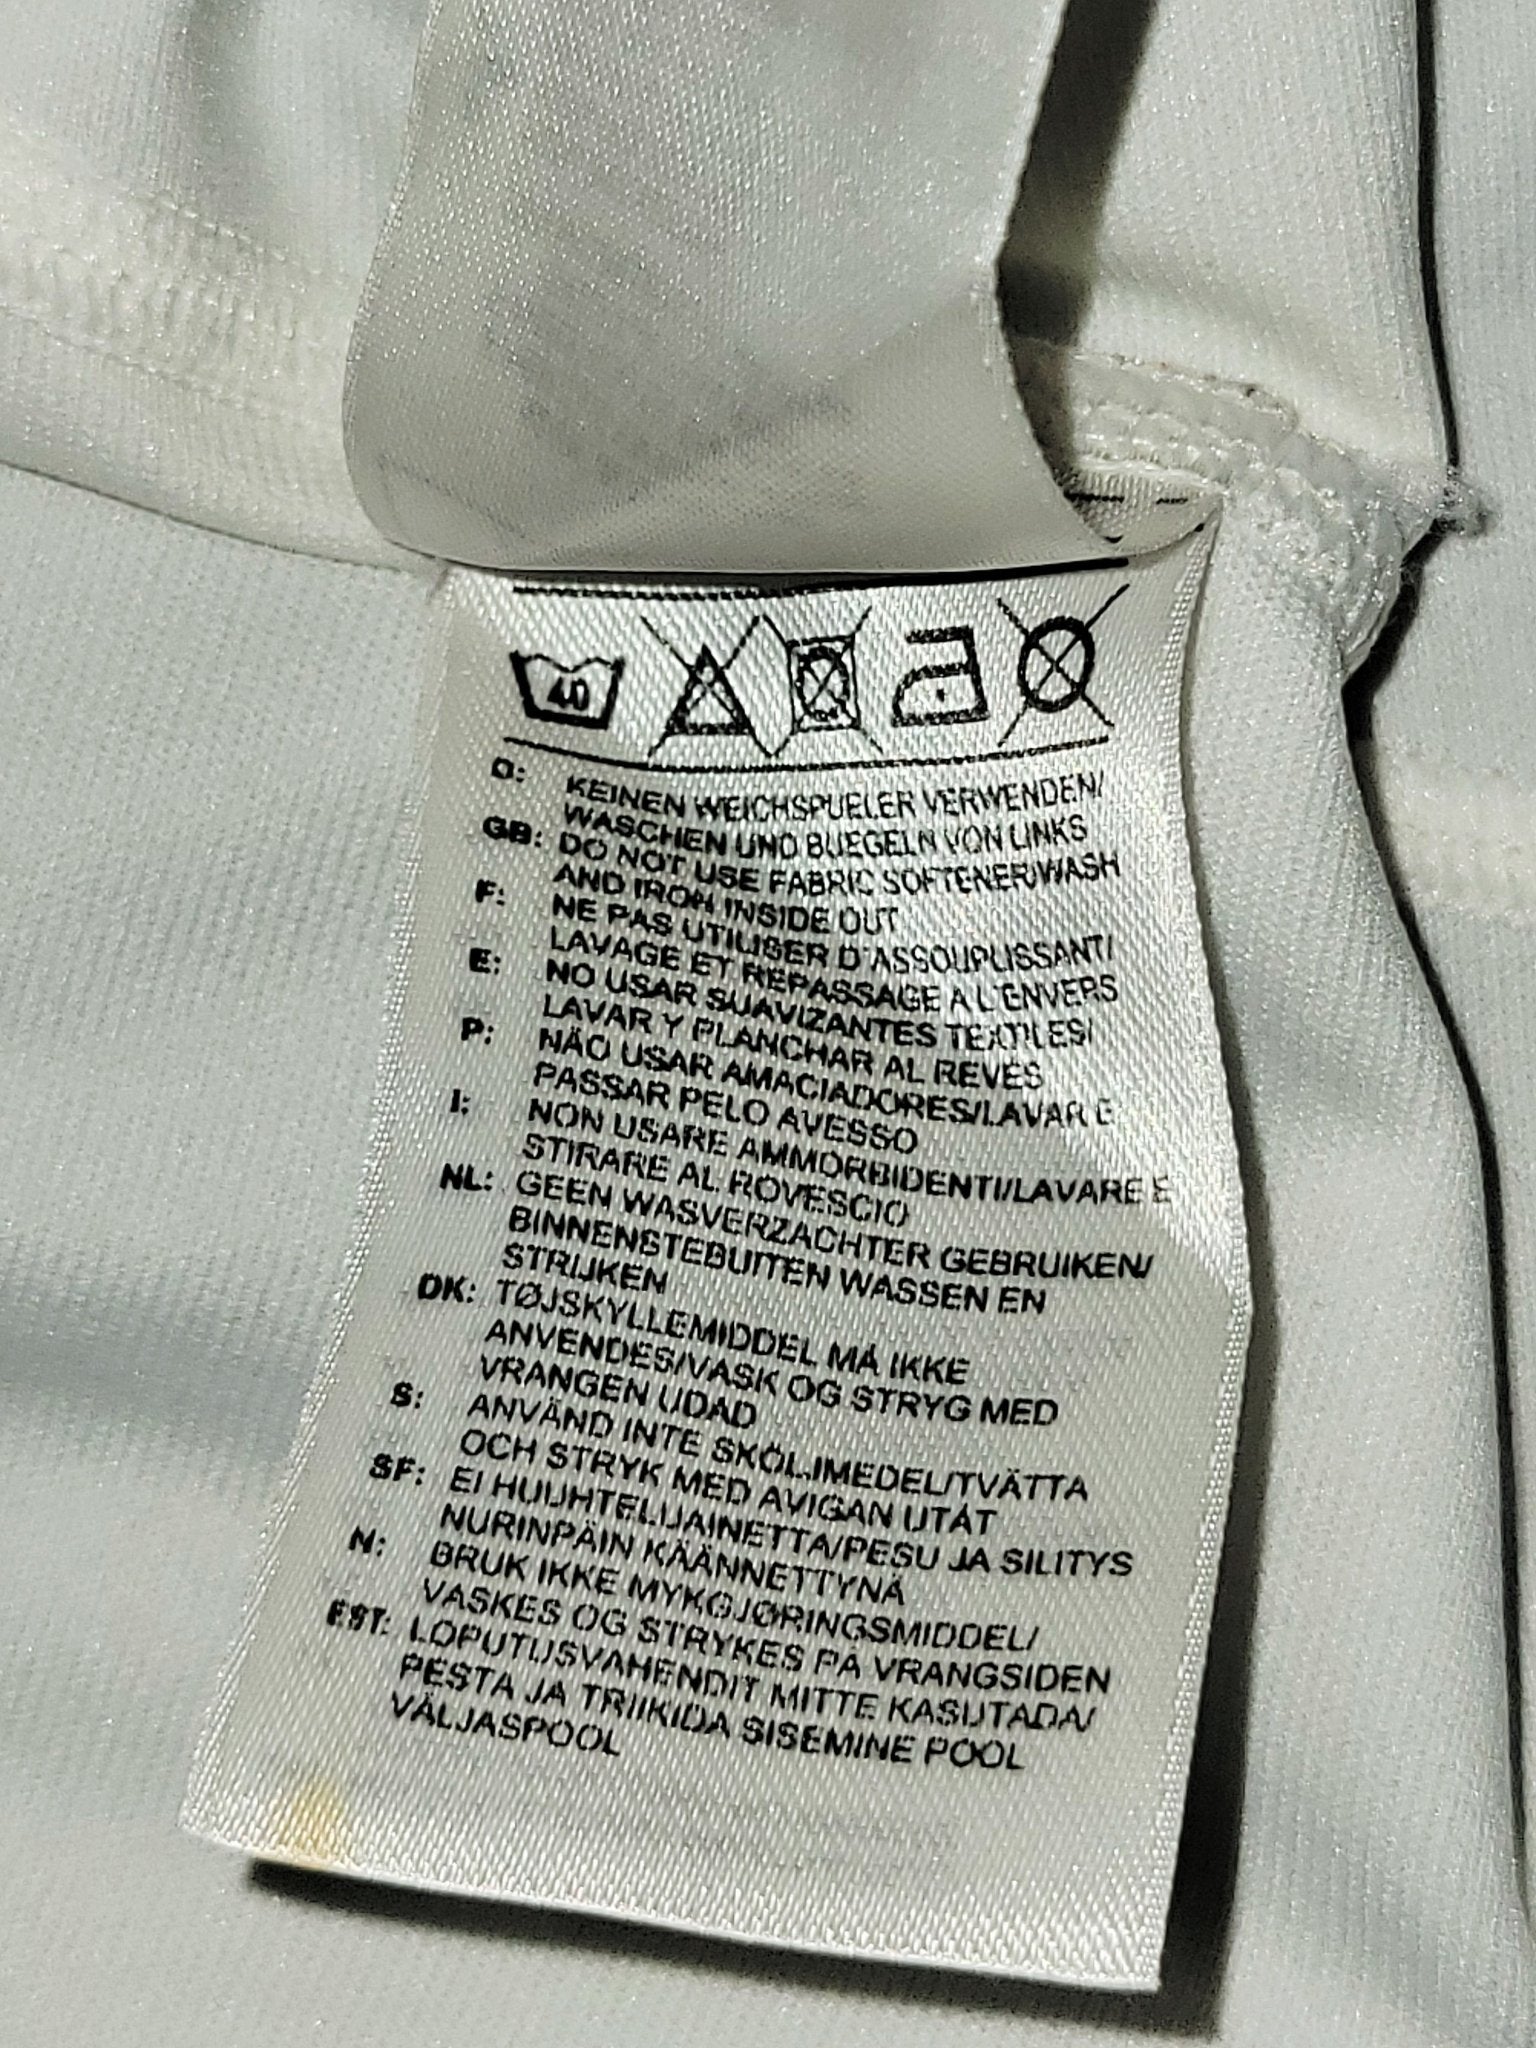 40
D: KEINEN WEICHSPUELER VERWENDEN/
WASCHEN UND BUEGELN VON LINKS
GB: DO NOT USE FABRIC SOFTENER/WASH
AND IRON INSIDE OUT
F: NE PAS UTILISER D'ASSOUPLISSANT/
LAVAGE ET REPASSAGE A L'ENVERS
E: NO USAR SUAVIZANTES TEXTILES/
LAVAR Y PLANCHAR AL REVÉS
P: NÃO USAR AMACIADORES/LAVAR E
PASSAR PELO AVESSO
I: NON USARE AMMORBIDENTI/LAVARE E
STIRARE AL ROVESCIO
NL: GEEN WASVERZACHTER GEBRUIKEN/
BINNENSTEBUITEN WASSEN EN
STRIJKEN
DK: TØJSKYLLEMIDDEL MÅ IKKE
ANVENDES/VASK OG STRYG MED
VRANGEN UDAD
S: ANVÄND INTE SKÖLJMEDEL/TVÄTTA
OCH STRYK MED AVIGAN UTÅT
SF: EI HUUHTELUAINETTA/PESU JA SILITYS
NURINPÄIN KÄÄNNETTYNÄ
N: BRUK IKKE MYKGJØRINGSMIDDEL/
VASKES OG STRYKES PÅ VRANGSIDEN
EST: LOPUTUSVAHENDIT MITTE KASUTADA/
PESTA JA TRIIKIDA SISEMINE POOL
VÄLJASPOOL